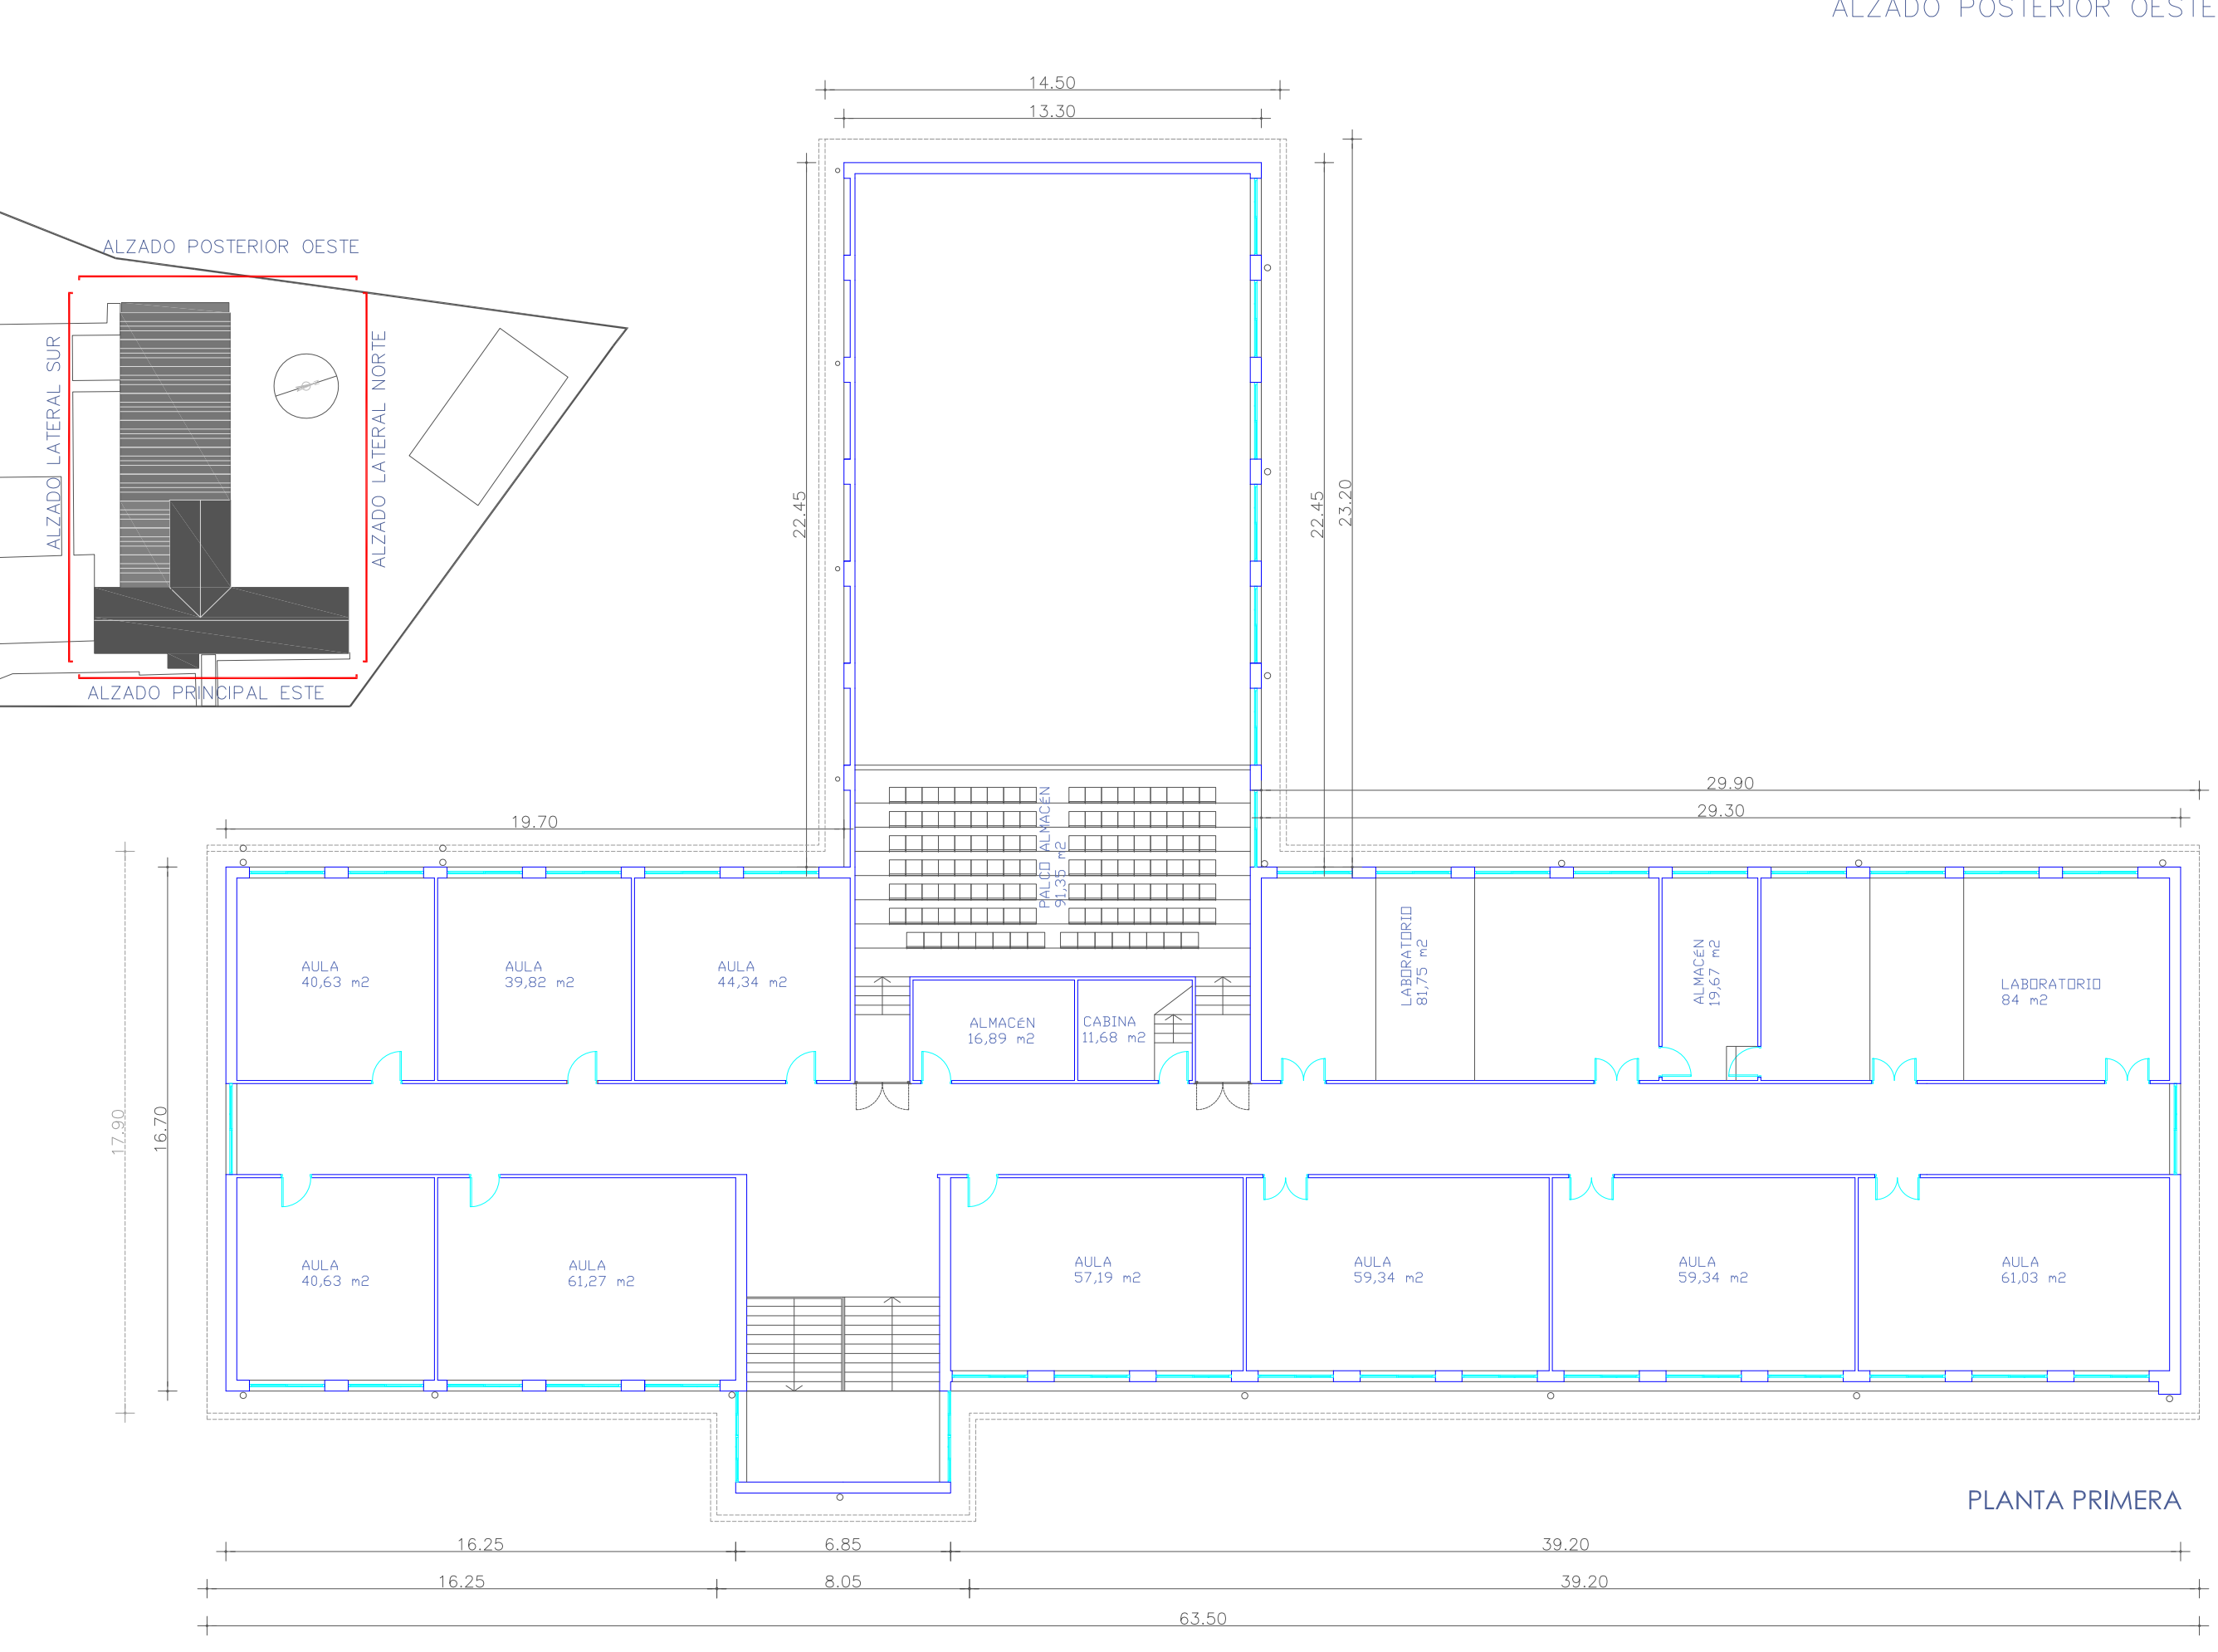 ALZADO POSTERIOR OESTE
14.50
13.30
ALZADO POSTERIOR OESTE
ALZADO LATERAL SUR
ALZADO LATERAL NORTE
ALZADO PRINCIPAL ESTE
22.45
22.45
23.20
29.90
29.30
19.70
PALCO ALMACÉN
91,35 m2
17.90
16.70
AULA
40,63 m2
AULA
39,82 m2
AULA
44,34 m2
ALMACÉN
16,89 m2
CABINA
11,68 m2
LABORATORIO
81,75 m2
ALMACÉN
19,67 m2
LABORATORIO
84 m2
AULA
40,63 m2
AULA
61,27 m2
AULA
57,19 m2
AULA
59,34 m2
AULA
59,34 m2
AULA
61,03 m2
PLANTA PRIMERA
16.25
6.85
39.20
16.25
8.05
39.20
63.50